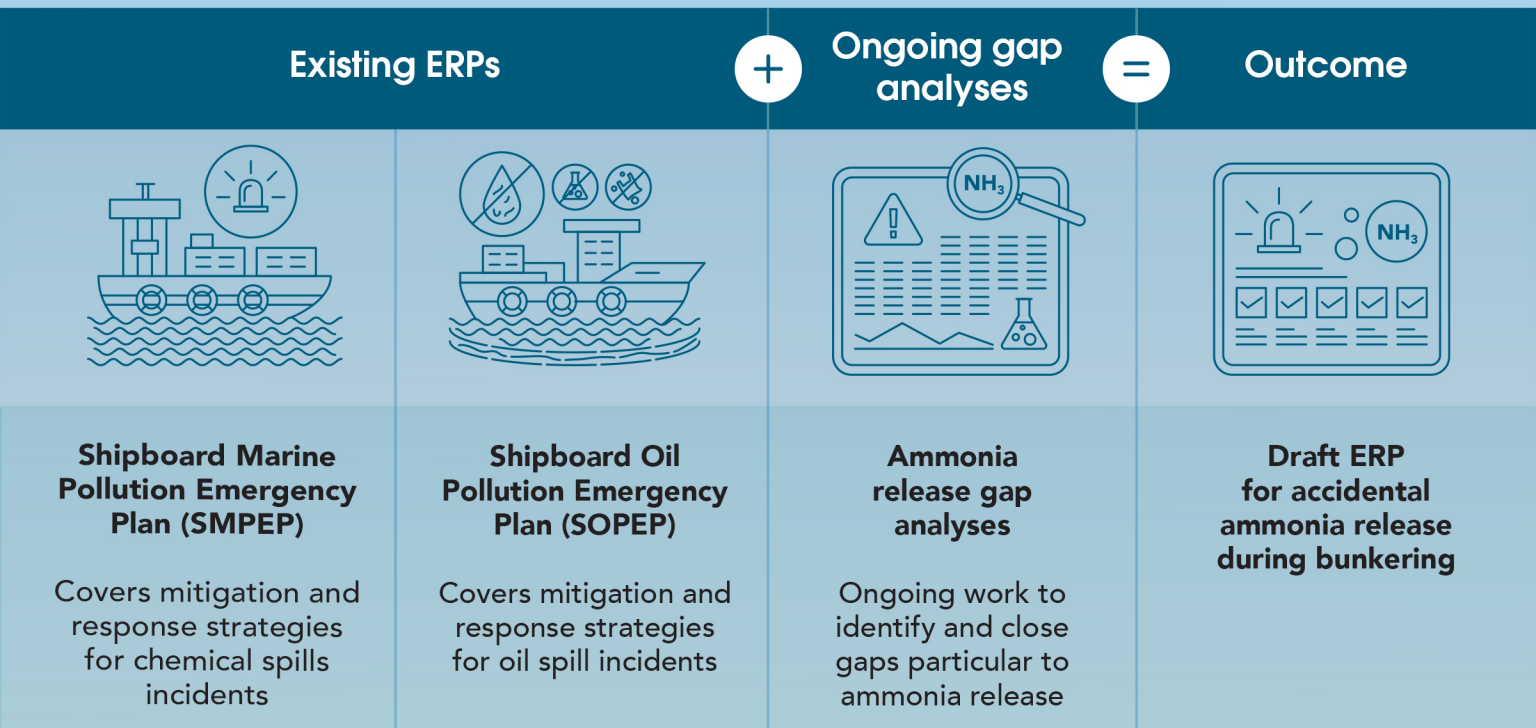 Existing ERPs
+
Ongoing gap
analyses
=
Outcome
NH₃
NH₃
Shipboard Marine
Pollution Emergency
Plan (SMPEP)
Covers mitigation and
response strategies
for chemical spills
incidents
Shipboard Oil
Pollution Emergency
Plan (SOPEP)
Covers mitigation and
response strategies
for oil spill incidents
Ammonia
release gap
analyses
Ongoing work to
identify and close
gaps particular to
ammonia release
Draft ERP
for accidental
ammonia release
during bunkering